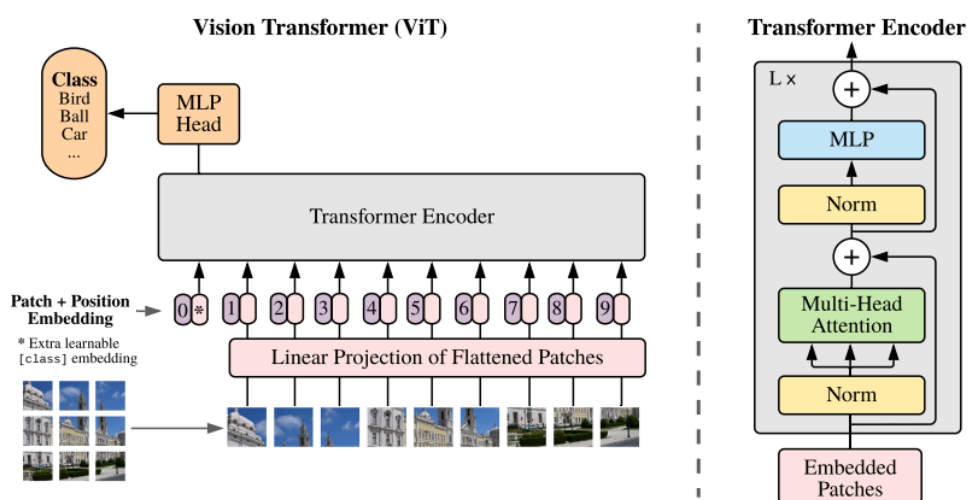 Vision Transformer (ViT)
Class
Bird
Ball
Car
...
MLP
Head
Transformer Encoder
Patch + Position
Embedding
0 * 1 2 3 4 5 6 7 8 9
* Extra learnable
[class] embedding
Linear Projection of Flattened Patches
Transformer Encoder
L ×
+
MLP
Norm
+
Multi-Head
Attention
Norm
Embedded
Patches